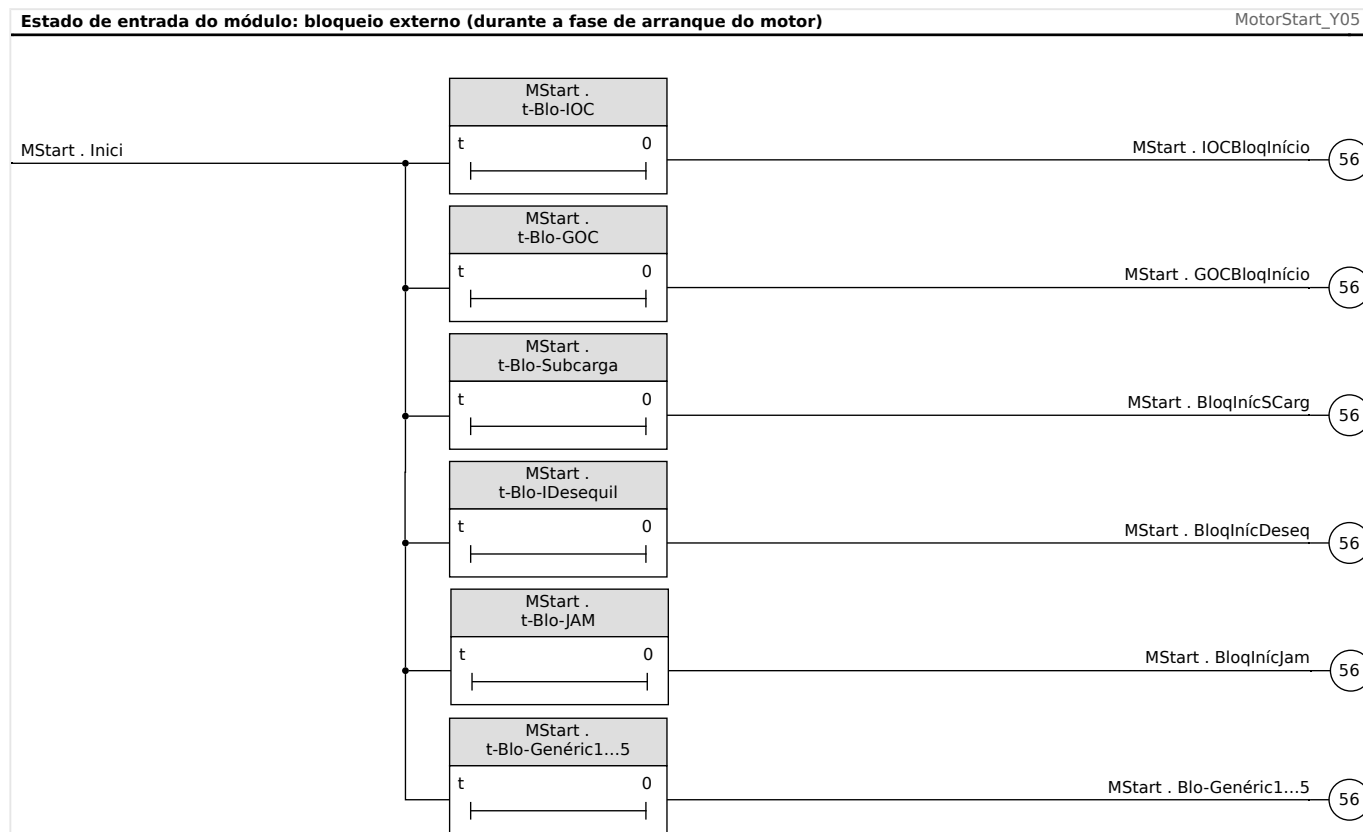 Estado de entrada do módulo: bloqueio externo (durante a fase de arranque do motor)
MotorStart_Y05
MStart . Inici
MStart .
t-Blo-IOC
t 0
MStart . IOCBloqInício
56
MStart .
t-Blo-GOC
t 0
MStart . GOCBloqInício
56
MStart .
t-Blo-Subcarga
t 0
MStart . BloqInícSCarg
56
MStart .
t-Blo-IDesequil
t 0
MStart . BloqInícDeseq
56
MStart .
t-Blo-JAM
t 0
MStart . BloqInícJam
56
MStart .
t-Blo-Genéric1...5
t 0
MStart . Blo-Genéric1...5
56